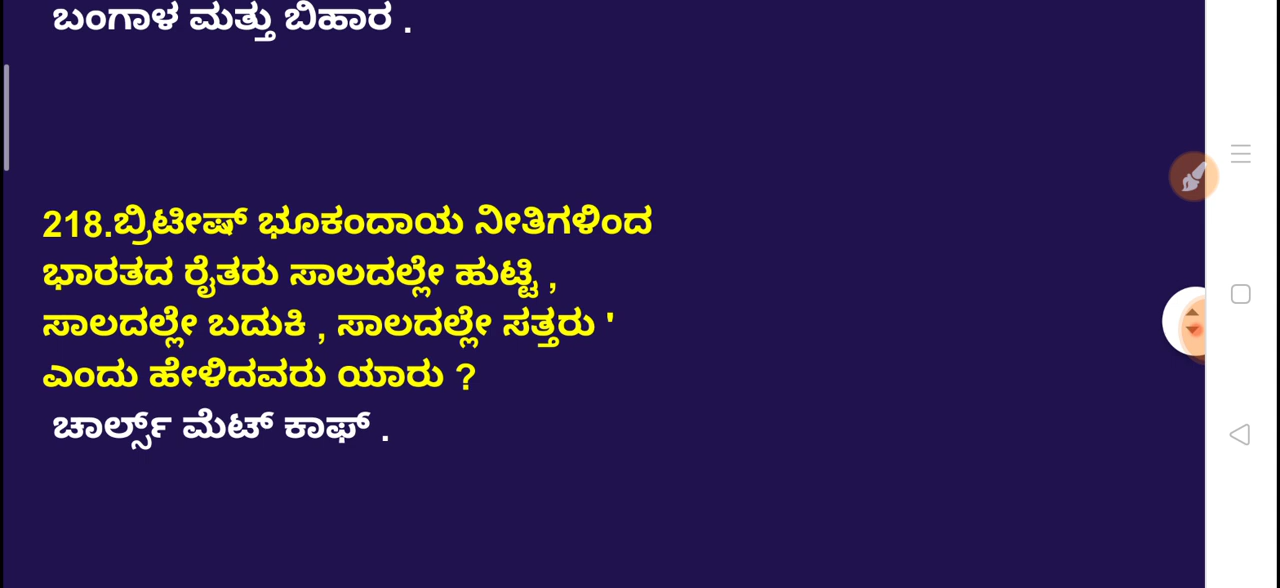 ಬಂಗಾಳ ಮತ್ತು ಬಿಹಾರ .
218.ಬ್ರಿಟೀಷ್ ಭೂಕಂದಾಯ ನೀತಿಗಳಿಂದ
ಭಾರತದ ರೈತರು ಸಾಲದಲ್ಲೇ ಹುಟ್ಟಿ ,
ಸಾಲದಲ್ಲೇ ಬದುಕಿ , ಸಾಲದಲ್ಲೇ ಸತ್ತರು '
ಎಂದು ಹೇಳಿದವರು ಯಾರು ?
ಚಾರ್ಲ್ಸ್ ಮೆಟ್ ಕಾಫ್ .